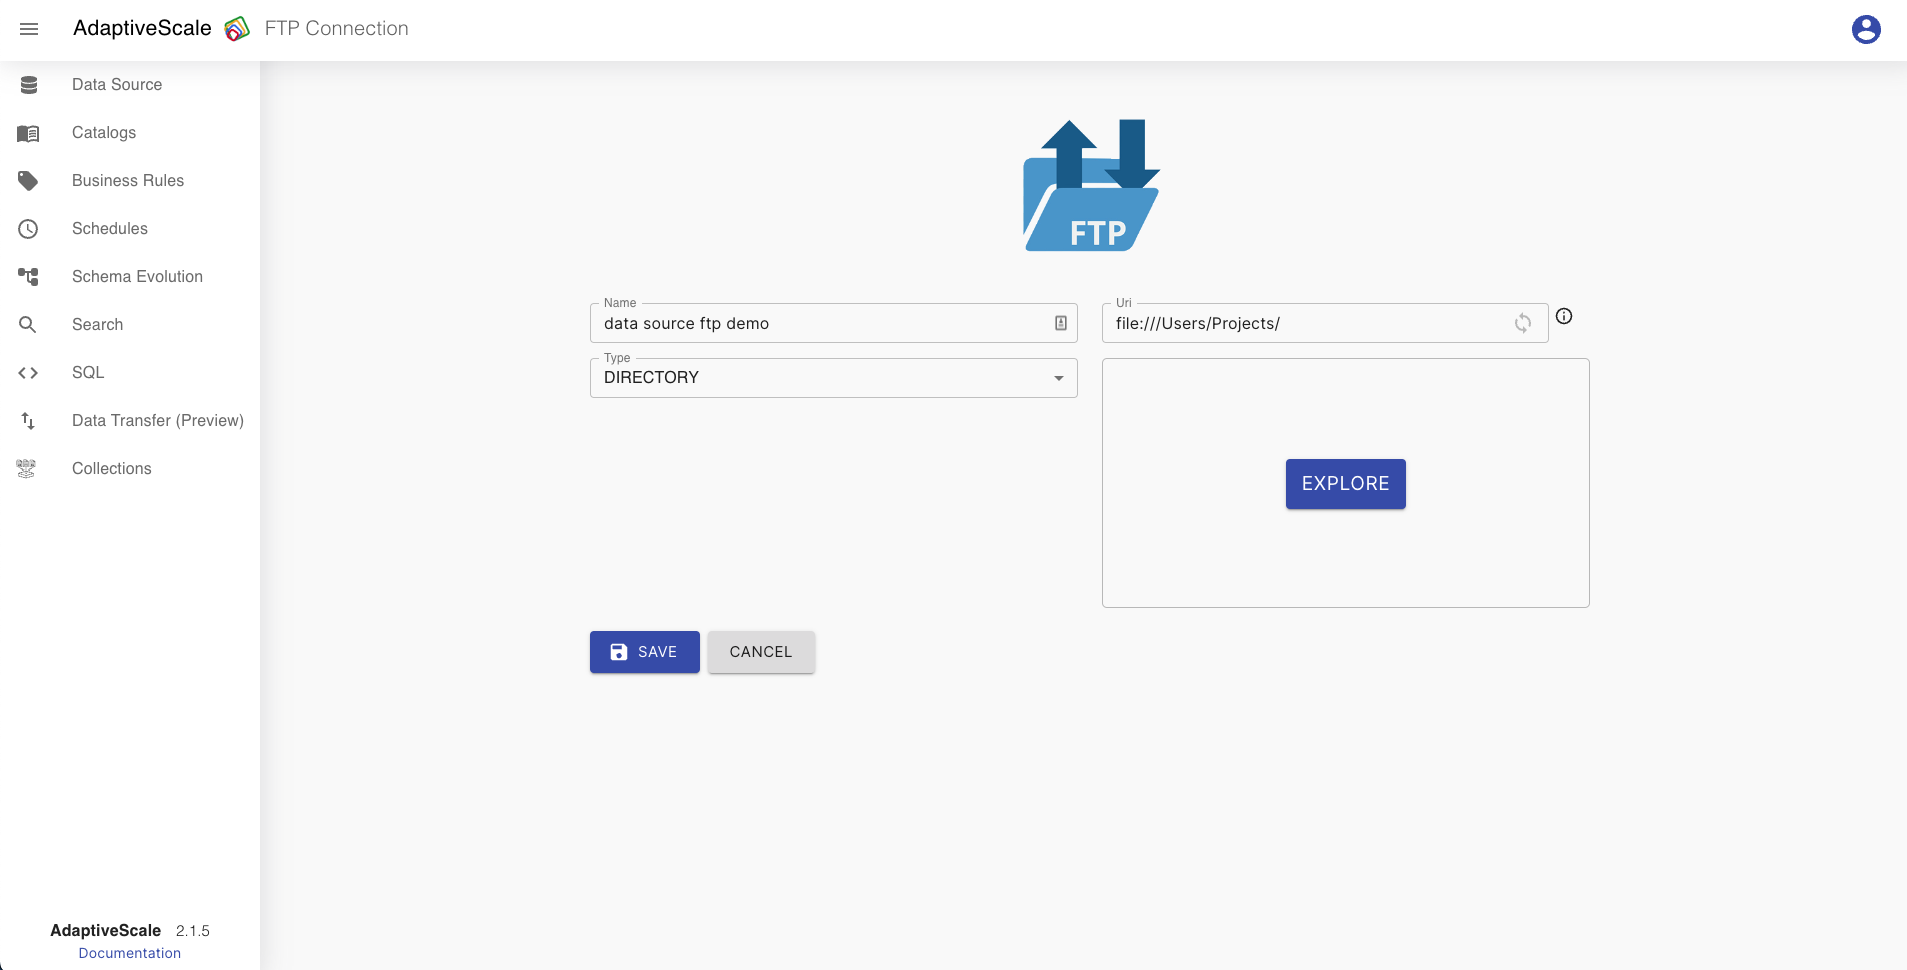 AdaptiveScale FTP Connection
Data Source
Catalogs
Business Rules
Schedules
Schema Evolution
Search
SQL
Data Transfer (Preview)
Collections
FTP
Name
data source ftp demo
Uri
file:///Users/Projects/
Type
DIRECTORY
EXPLORE
SAVE
CANCEL
AdaptiveScale 2.1.5
Documentation